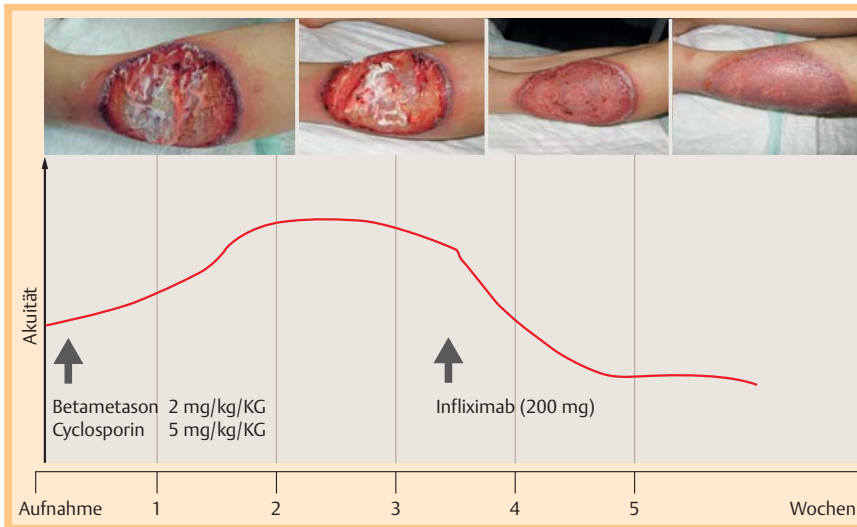 Akuität
Betametason 2 mg/kg/KG
Cyclosporin 5 mg/kg/KG
Infliximab (200 mg)
Aufnahme 1 2 3 4 5 Wochen